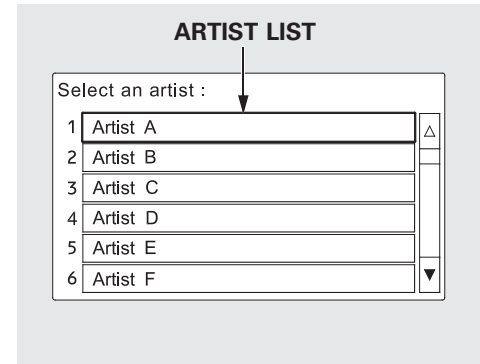 ARTIST LIST
Select an artist :
1 Artist A
2 Artist B
3 Artist C
4 Artist D
5 Artist E
6 Artist F